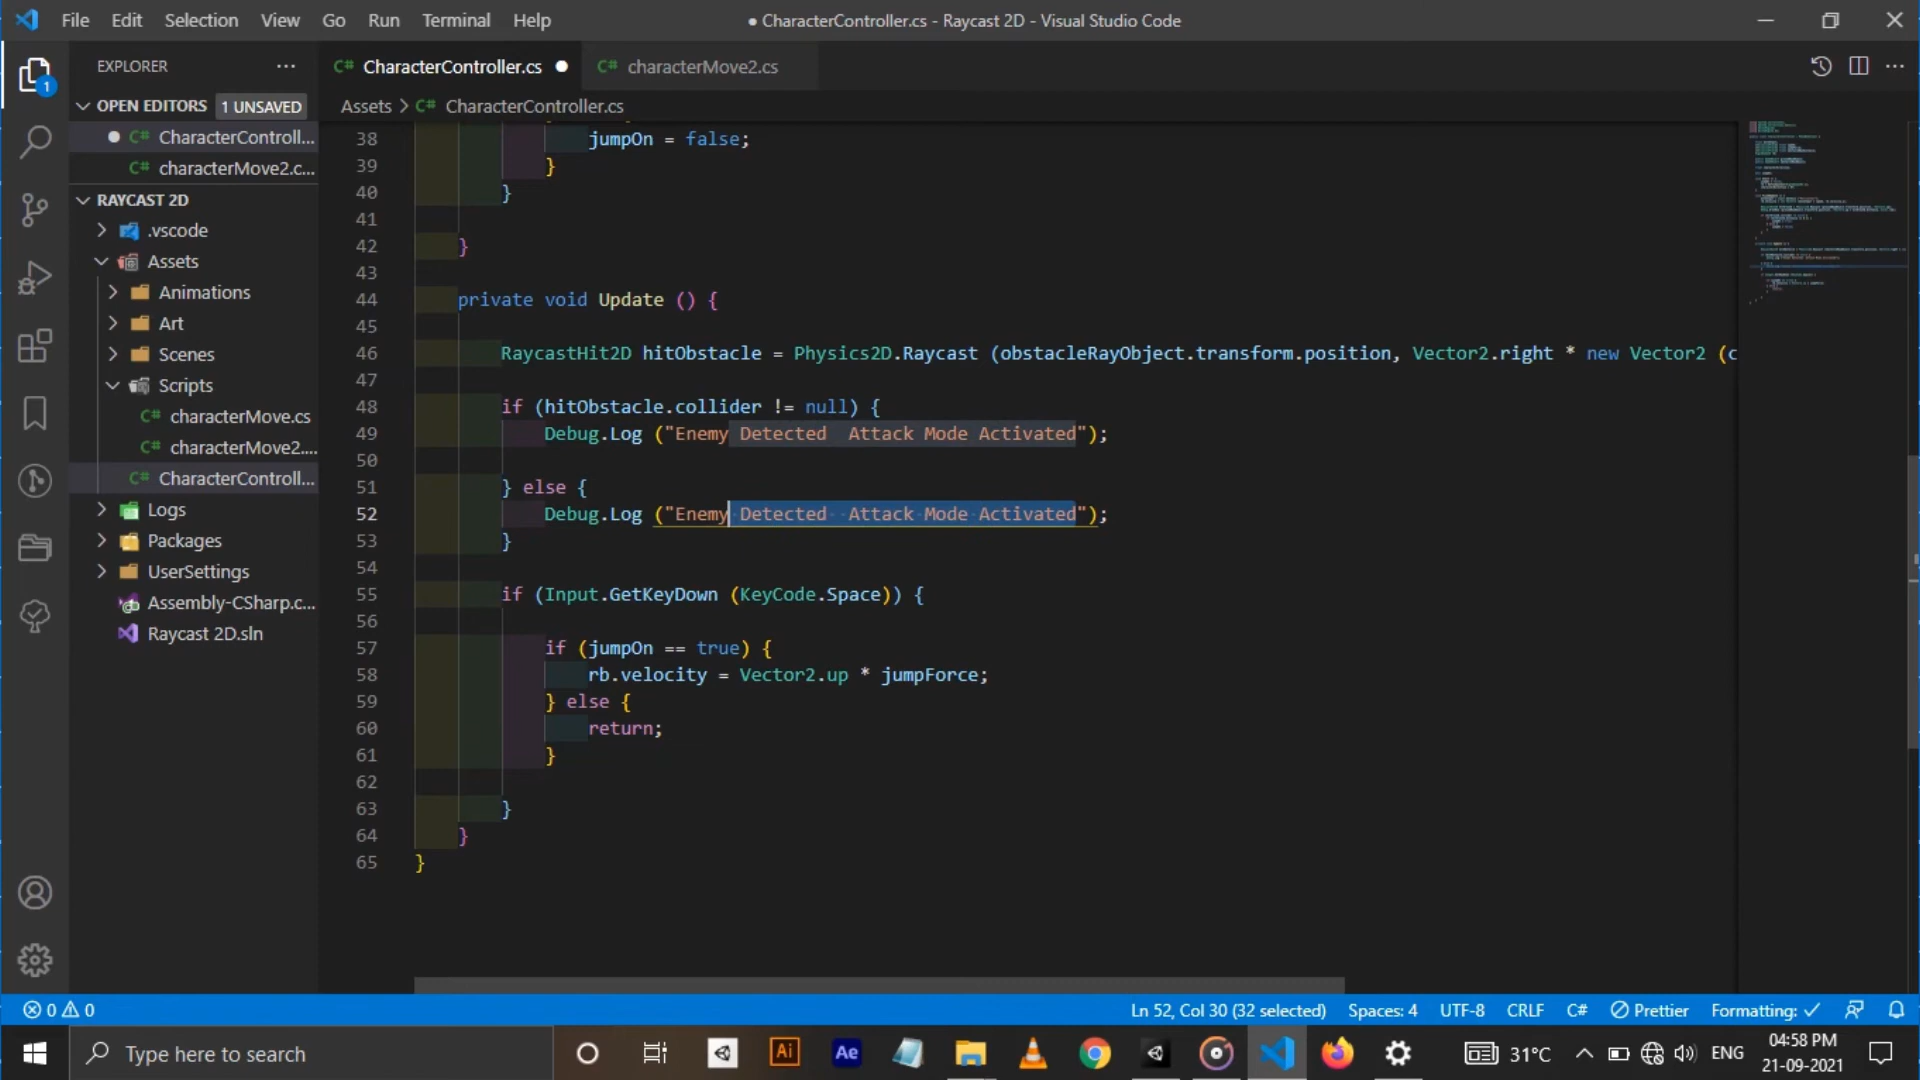 File Edit Selection View Go Run Terminal Help
● CharacterController.cs - Raycast 2D - Visual Studio Code
EXPLORER
C# CharacterController.cs ●
C# characterMove2.cs
1
OPEN EDITORS 1 UNSAVED
● C# CharacterControll...
C# characterMove2.c...
RAYCAST 2D
.vscode
Assets
Animations
Art
Scenes
Scripts
C# characterMove.cs
C# characterMove2....
C# CharacterControll...
Logs
Packages
UserSettings
Assembly-CSharp.c...
Raycast 2D.sln
Assets > C# CharacterController.cs
38 jumpOn = false;
39 }
40 }
41
42 }
43
44 private void Update () {
45
46 RaycastHit2D hitObstacle = Physics2D.Raycast (obstacleRayObject.transform.position, Vector2.right * new Vector2 (c
47
48 if (hitObstacle.collider != null) {
49 Debug.Log ("Enemy Detected  Attack Mode Activated");
50
51 } else {
52 Debug.Log ("Enemy Detected  Attack Mode Activated");
53 }
54
55 if (Input.GetKeyDown (KeyCode.Space)) {
56
57 if (jumpOn == true) {
58 rb.velocity = Vector2.up * jumpForce;
59 } else {
60 return;
61 }
62
63 }
64 }
65 }
0 0
Ln 52, Col 30 (32 selected) Spaces: 4 UTF-8 CRLF C# Prettier Formatting: ✓
Type here to search
Ai
Ae
31°C
ENG
04:58 PM
21-09-2021